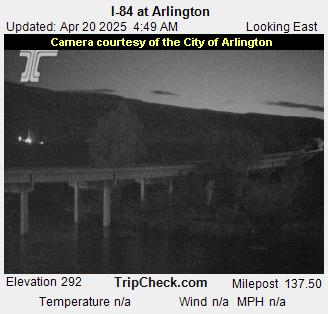 I-84 at Arlington
Updated: Apr 20 2025 4:49 AM Looking East
Camera courtesy of the City of Arlington
Elevation 292 TripCheck.com Milepost 137.50
Temperature n/a Wind n/a MPH n/a